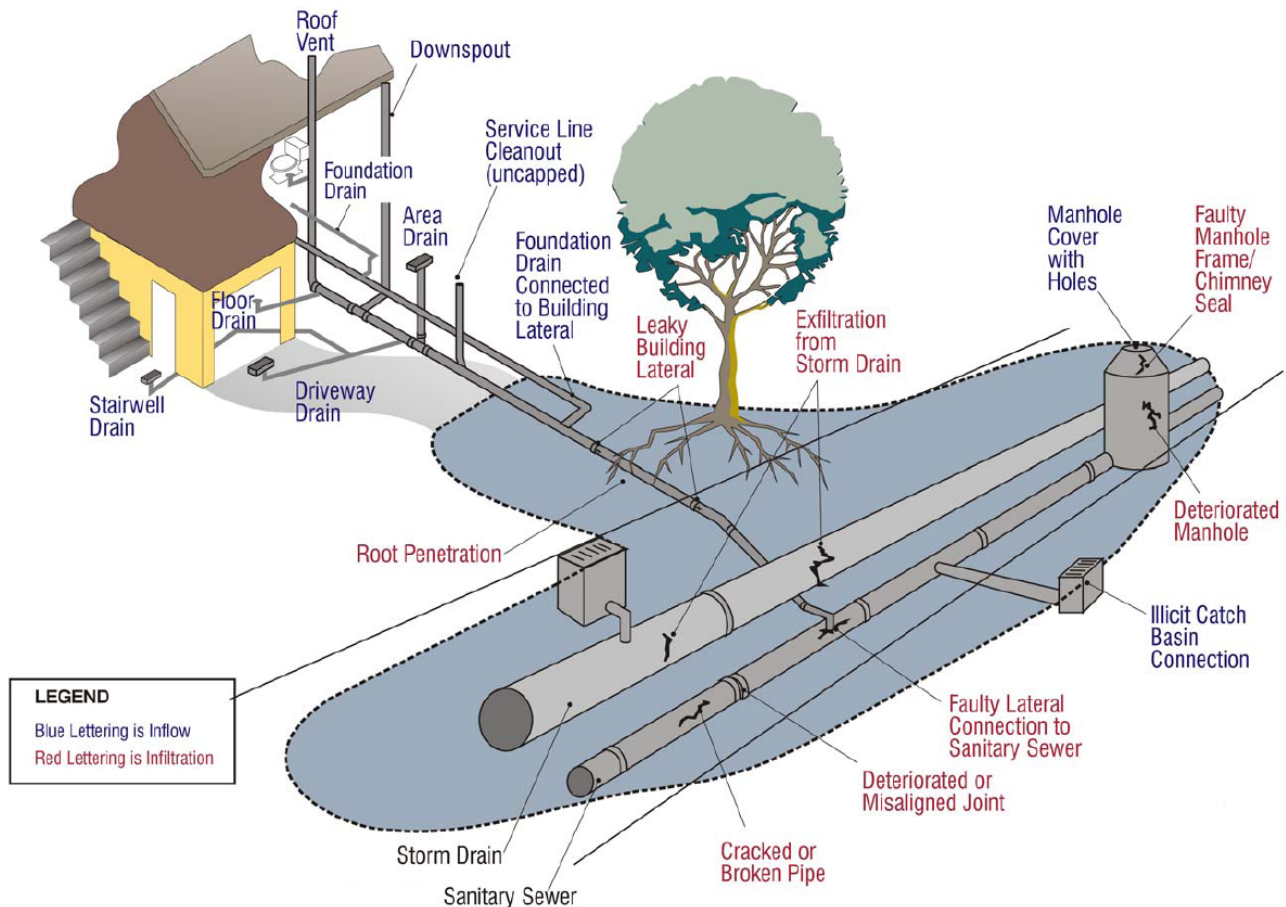 Roof
Vent
Downspout
Service Line
Cleanout
(uncapped)
Foundation
Drain
Area
Drain
Foundation
Drain
Connected
to Building
Lateral
Manhole
Cover
with
Holes
Faulty
Manhole
Frame/
Chimney
Seal
Floor
Drain
Leaky
Building
Lateral
Exfiltration
from
Storm Drain
Stairwell
Drain
Driveway
Drain
Root Penetration
Deteriorated
Manhole
Illicit Catch
Basin
Connection
LEGEND
Blue Lettering is Inflow
Red Lettering is Infiltration
Faulty Lateral
Connection to
Sanitary Sewer
Deteriorated or
Misaligned Joint
Storm Drain
Cracked or
Broken Pipe
Sanitary Sewer